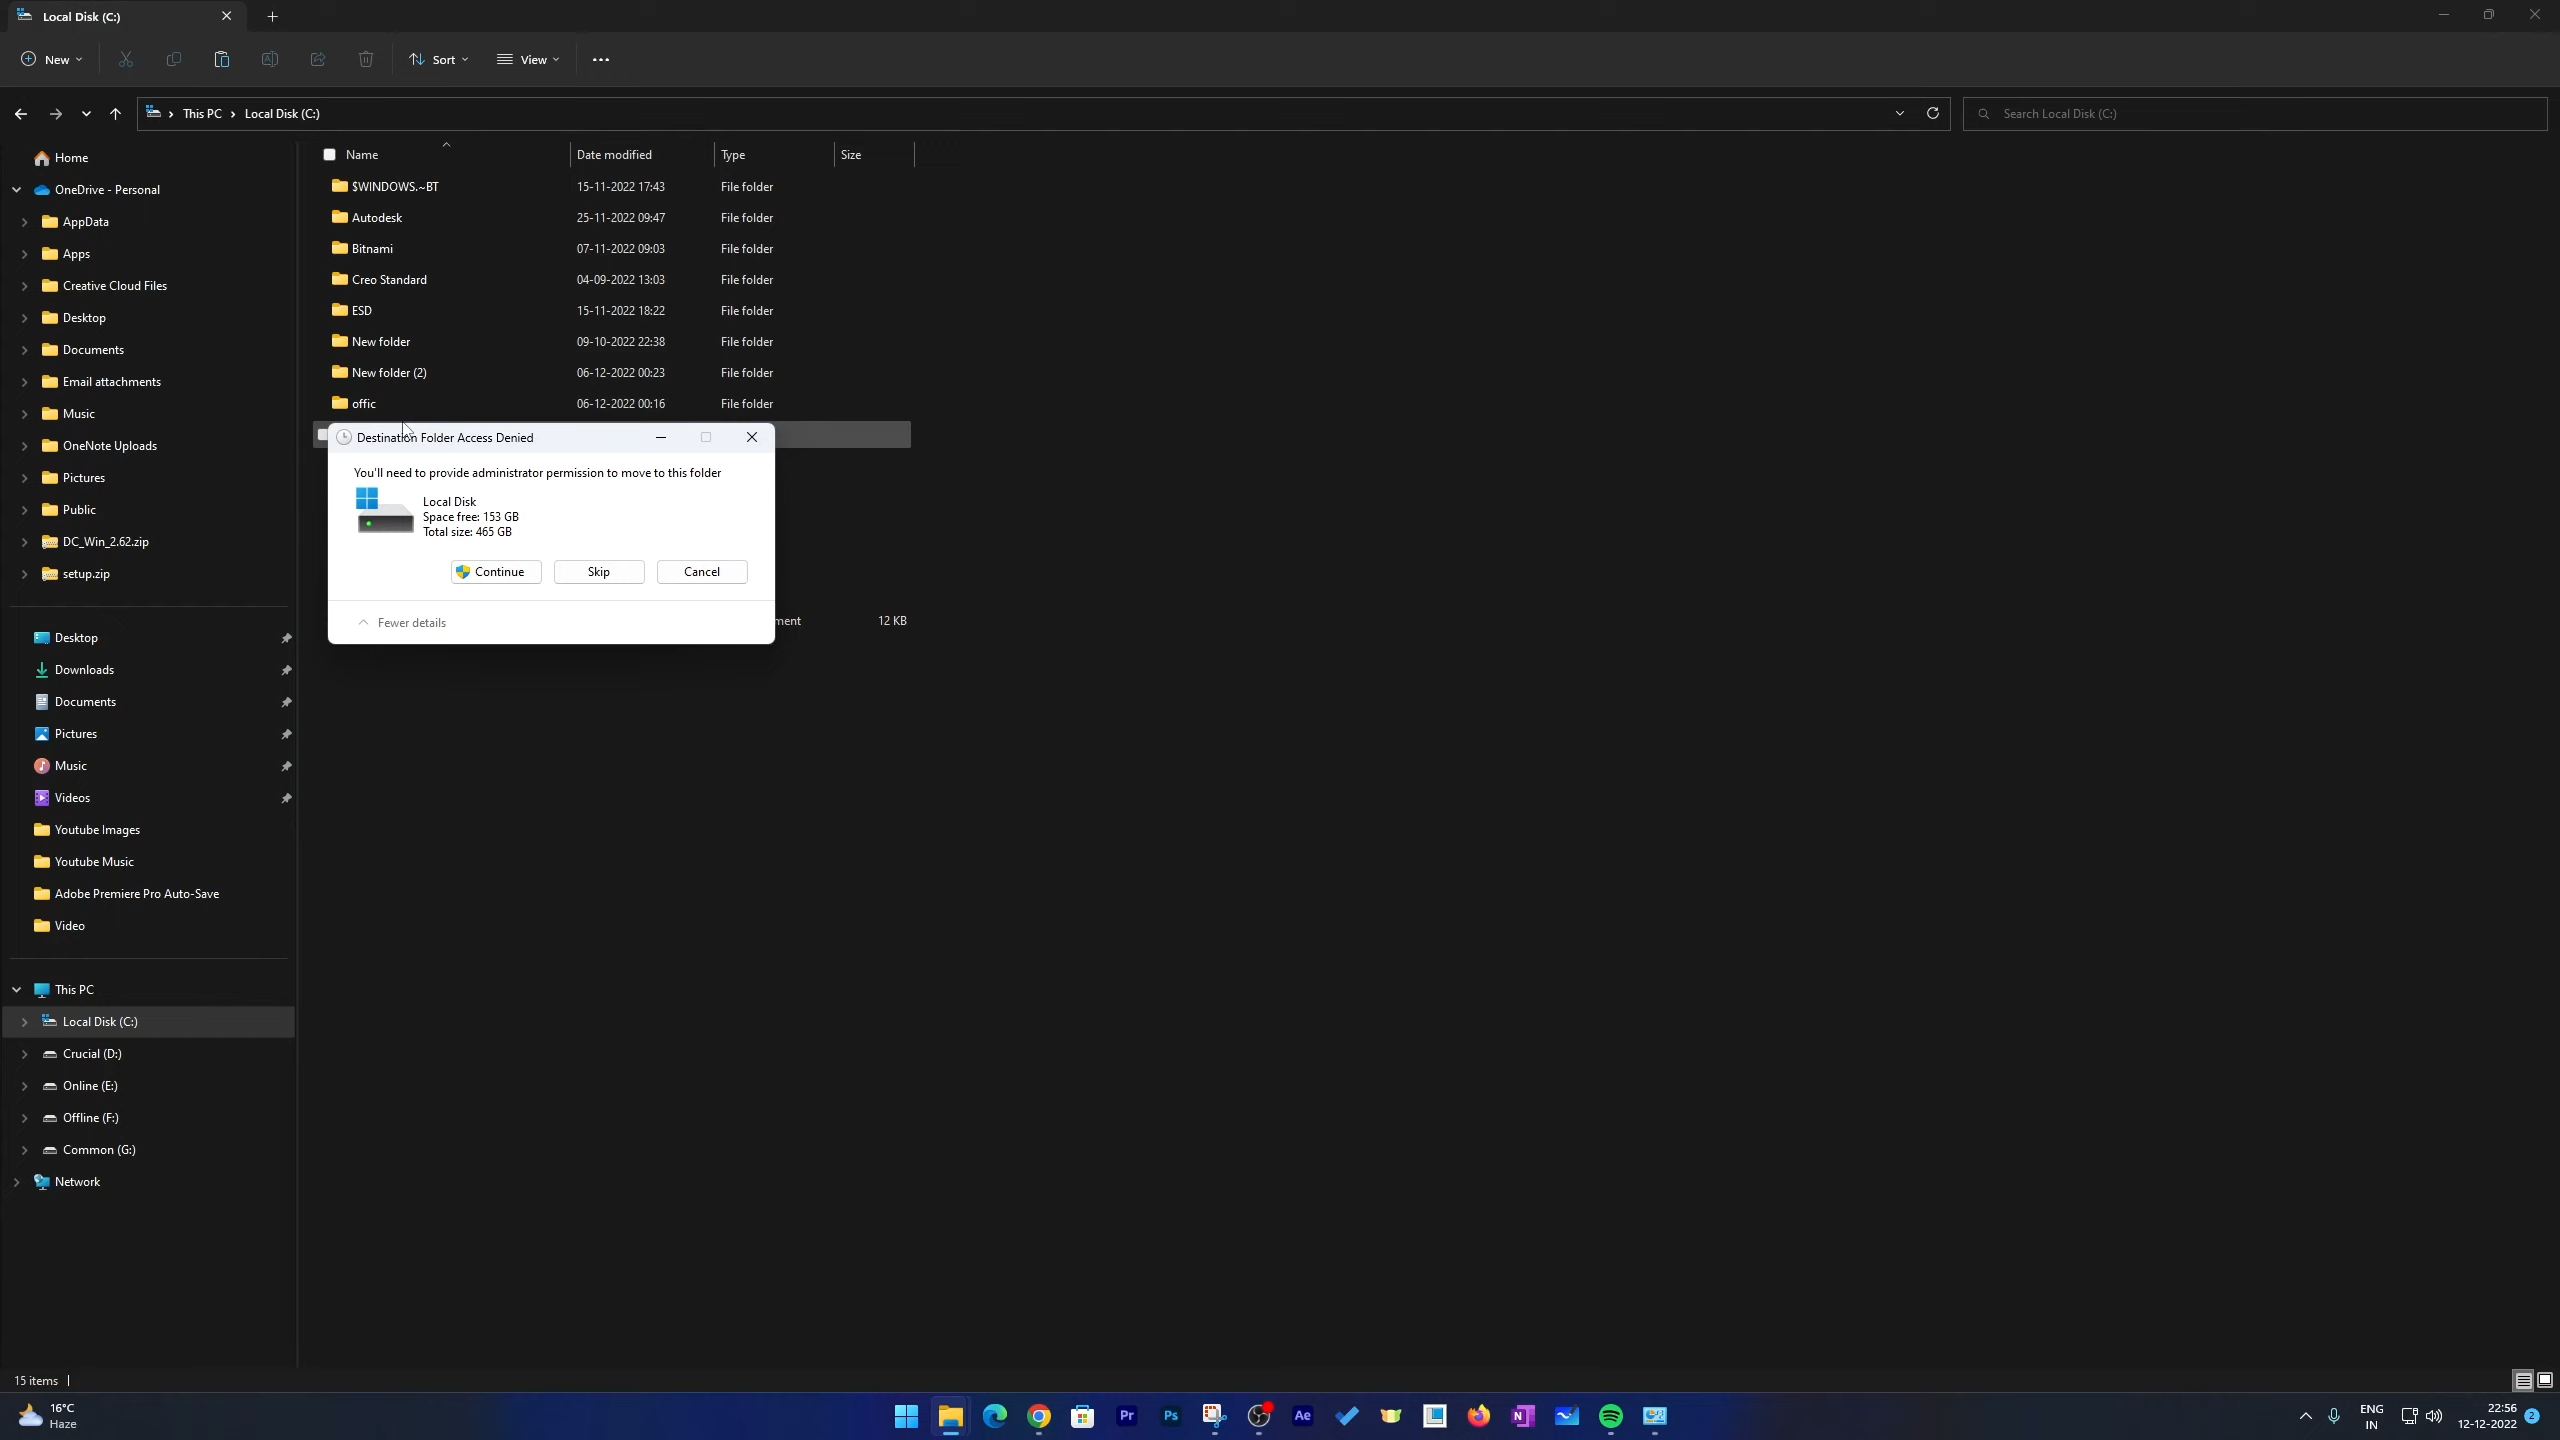 Local Disk (C:)
New
Sort
View
This PC > Local Disk (C:)
Search Local Disk (C:)
Home
OneDrive - Personal
AppData
Apps
Creative Cloud Files
Desktop
Documents
Email attachments
Music
OneNote Uploads
Pictures
Public
DC_Win_2.62.zip
setup.zip
Desktop
Downloads
Documents
Pictures
Music
Videos
Youtube Images
Youtube Music
Adobe Premiere Pro Auto-Save
Video
This PC
Local Disk (C:)
Crucial (D:)
Online (E:)
Offline (F:)
Common (G:)
Network
Name Date modified Type Size
$WINDOWS.~BT 15-11-2022 17:43 File folder
Autodesk 25-11-2022 09:47 File folder
Bitnami 07-11-2022 09:03 File folder
Creo Standard 04-09-2022 13:03 File folder
ESD 15-11-2022 18:22 File folder
New folder 09-10-2022 22:38 File folder
New folder (2) 06-12-2022 00:23 File folder
offic 06-12-2022 00:16 File folder
Destination Folder Access Denied
You'll need to provide administrator permission to move to this folder
Local Disk
Space free: 153 GB
Total size: 465 GB
Continue Skip Cancel
Fewer details
ment 12 KB
15 items
16°C
Haze
Pr
Ps
Ae
N
ENG
IN
22:56
12-12-2022
2